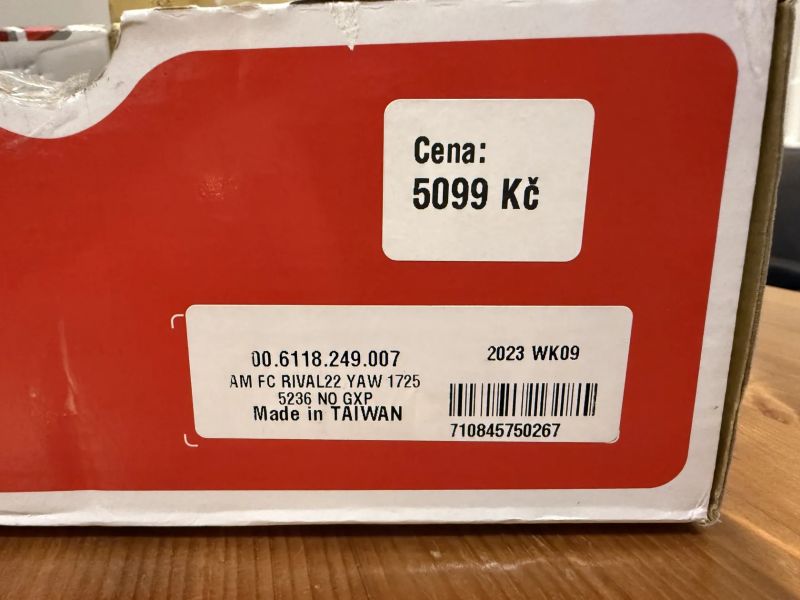 Cena:
5099 Kč
00.6118.249.007
2023 WK09
AM FC RIVAL22 YAW 1725
5236 NO GXP
Made in TAIWAN
710845750267